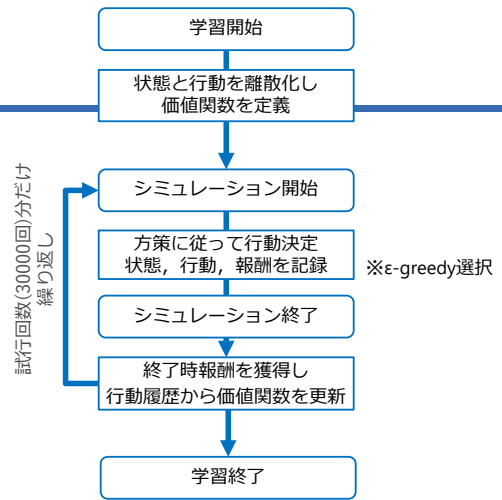 学習開始
状態と行動を離散化し
価値関数を定義
シミュレーション開始
試行回数(30000回)分だけ
繰り返し
方策に従って行動決定
状態，行動，報酬を記録
※ε-greedy選択
シミュレーション終了
終了時報酬を獲得し
行動履歴から価値関数を更新
学習終了